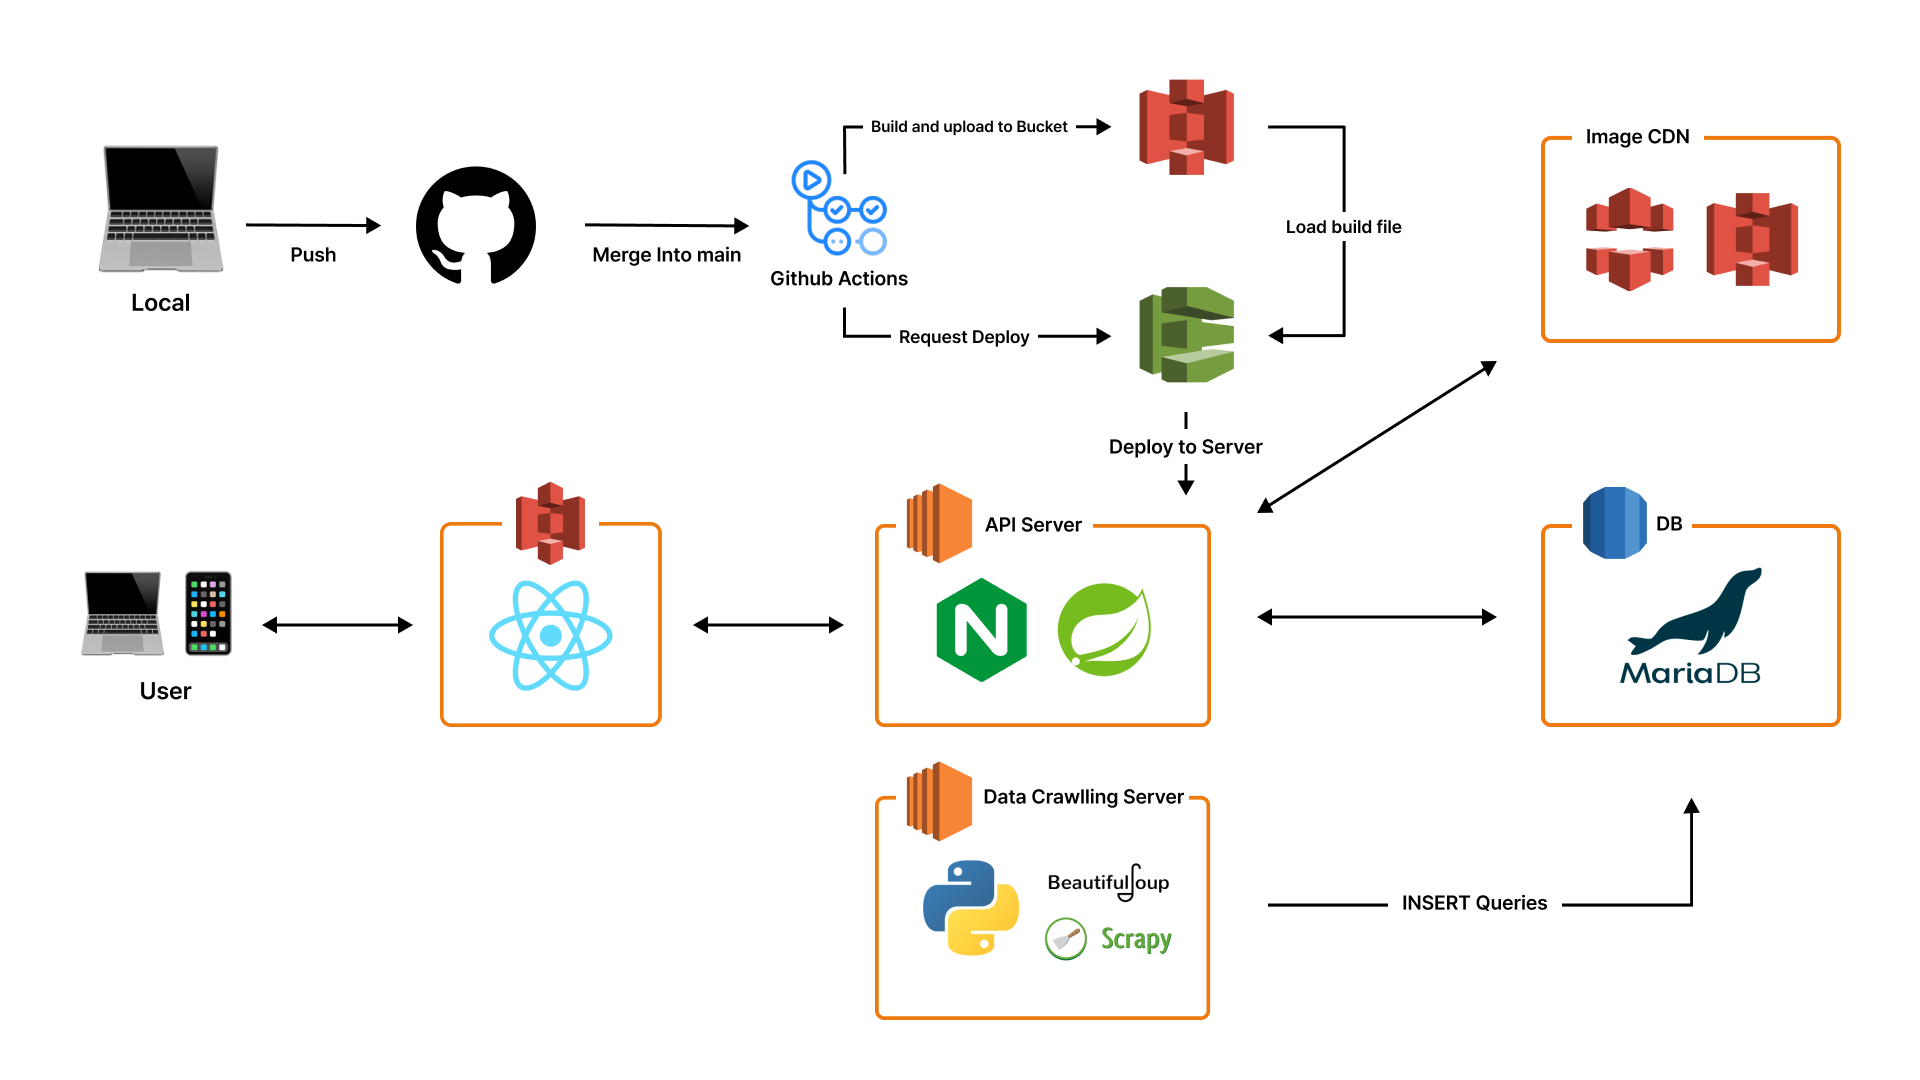 Build and upload to Bucket
Image CDN
Load build file
Push
Merge Into main
Github Actions
Local
Request Deploy
Deploy to Server
API Server
DB
N
MariaDB
User
Data Crawlling Server
BeautifulSoup
Scrapy
INSERT Queries